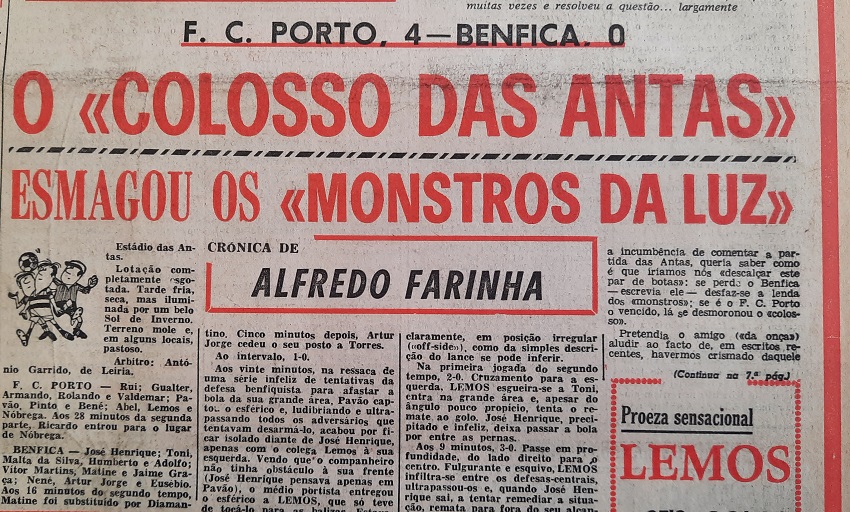 muitas vezes e resolveu a questão... largamente
F. C. PORTO, 4—BENFICA, 0
O «COLOSSO DAS ANTAS»
ESMAGOU OS «MONSTROS DA LUZ»
Estádio das An-
tas.
Lotação com-
pletamente esgo-
tada. Tarde fria,
seca, mas ilumi-
nada por um belo
Sol de Inverno.
Terreno mole e,
em alguns locais,
pastoso.
Arbitro: Antó-
nio Garrido, de Leiria.
F. C. PORTO — Rui; Gualter,
Armando, Rolando e Valdemar; Pa-
vão, Pinto e Bené; Abel, Lemos e
Nóbrega. Aos 28 minutos da segunda
parte, Ricardo entrou para o lugar
de Nóbrega.
BENFICA — José Henrique; Toni,
Malta da Silva, Humberto e Adolfo;
Vítor Martins, Matine e Jaime Gra-
ça; Nené, Artur Jorge e Eusébio.
Aos 16 minutos do segundo tempo,
Matine foi substituído por Diaman-
CRÓNICA DE
ALFREDO FARINHA
tino. Cinco minutos depois, Artur
Jorge cedeu o seu posto a Torres.
Ao intervalo, 1-0.
Aos vinte minutos, na ressaca de
uma série infeliz de tentativas da
defesa benfiquista para afastar a
bola da sua grande área, Pavão cap-
o esférico e, ludibriando e ultra-
passando todos os adversários que
tentavam desarmá-lo, acabou por fi-
car isolado diante de José Henrique,
apenas com o colega Lemos à sua
esquerda. Vendo que o companheiro
não tinha obstáculo à sua frente
(José Henrique pensava apenas em
Pavão), o médio portista entregou
o esférico a LEMOS, que só teve
de tocá-lo para as balizas.
claramente, em posição irregular
(«off-side»), como da simples descri-
ção do lance se pode inferir.
Na primeira jogada do segundo
tempo, 2-0. Cruzamento para a es-
querda, LEMOS esgueira-se a Toni,
entra na grande área e, apesar do
ângulo pouco propício, tenta o re-
mate ao golo. José Henrique, pre-
cipitado e infeliz, deixa passar a bola
por entre as pernas.
Aos 9 minutos, 3-0. Passe em pro-
fundidade, do lado direito para o
centro. Fulgurante e esquivo, LEMOS
infiltra-se entre os defesas-centrais,
ultrapassou-os e, quando José Hen-
rique sai, a tentar remediar a situa-
ção, remata para fora do seu alcan-
a incumbência de comentar a par-
tida das Antas, queria saber como
é que iríamos nós «descalçar este
par de botas»: se perde o Benfica
—escrevia ele— desfaz-se a lenda
dos «monstros»; se é o F. C. Porto
o vencido, lá se desmoronou o «colos-
so».
Pretendia o amigo («da onça»)
aludir ao facto de, em escritos re-
centes, havermos crismado daquele
(Continua na 7.ª pág.)
Proeza sensacional
LEMOS